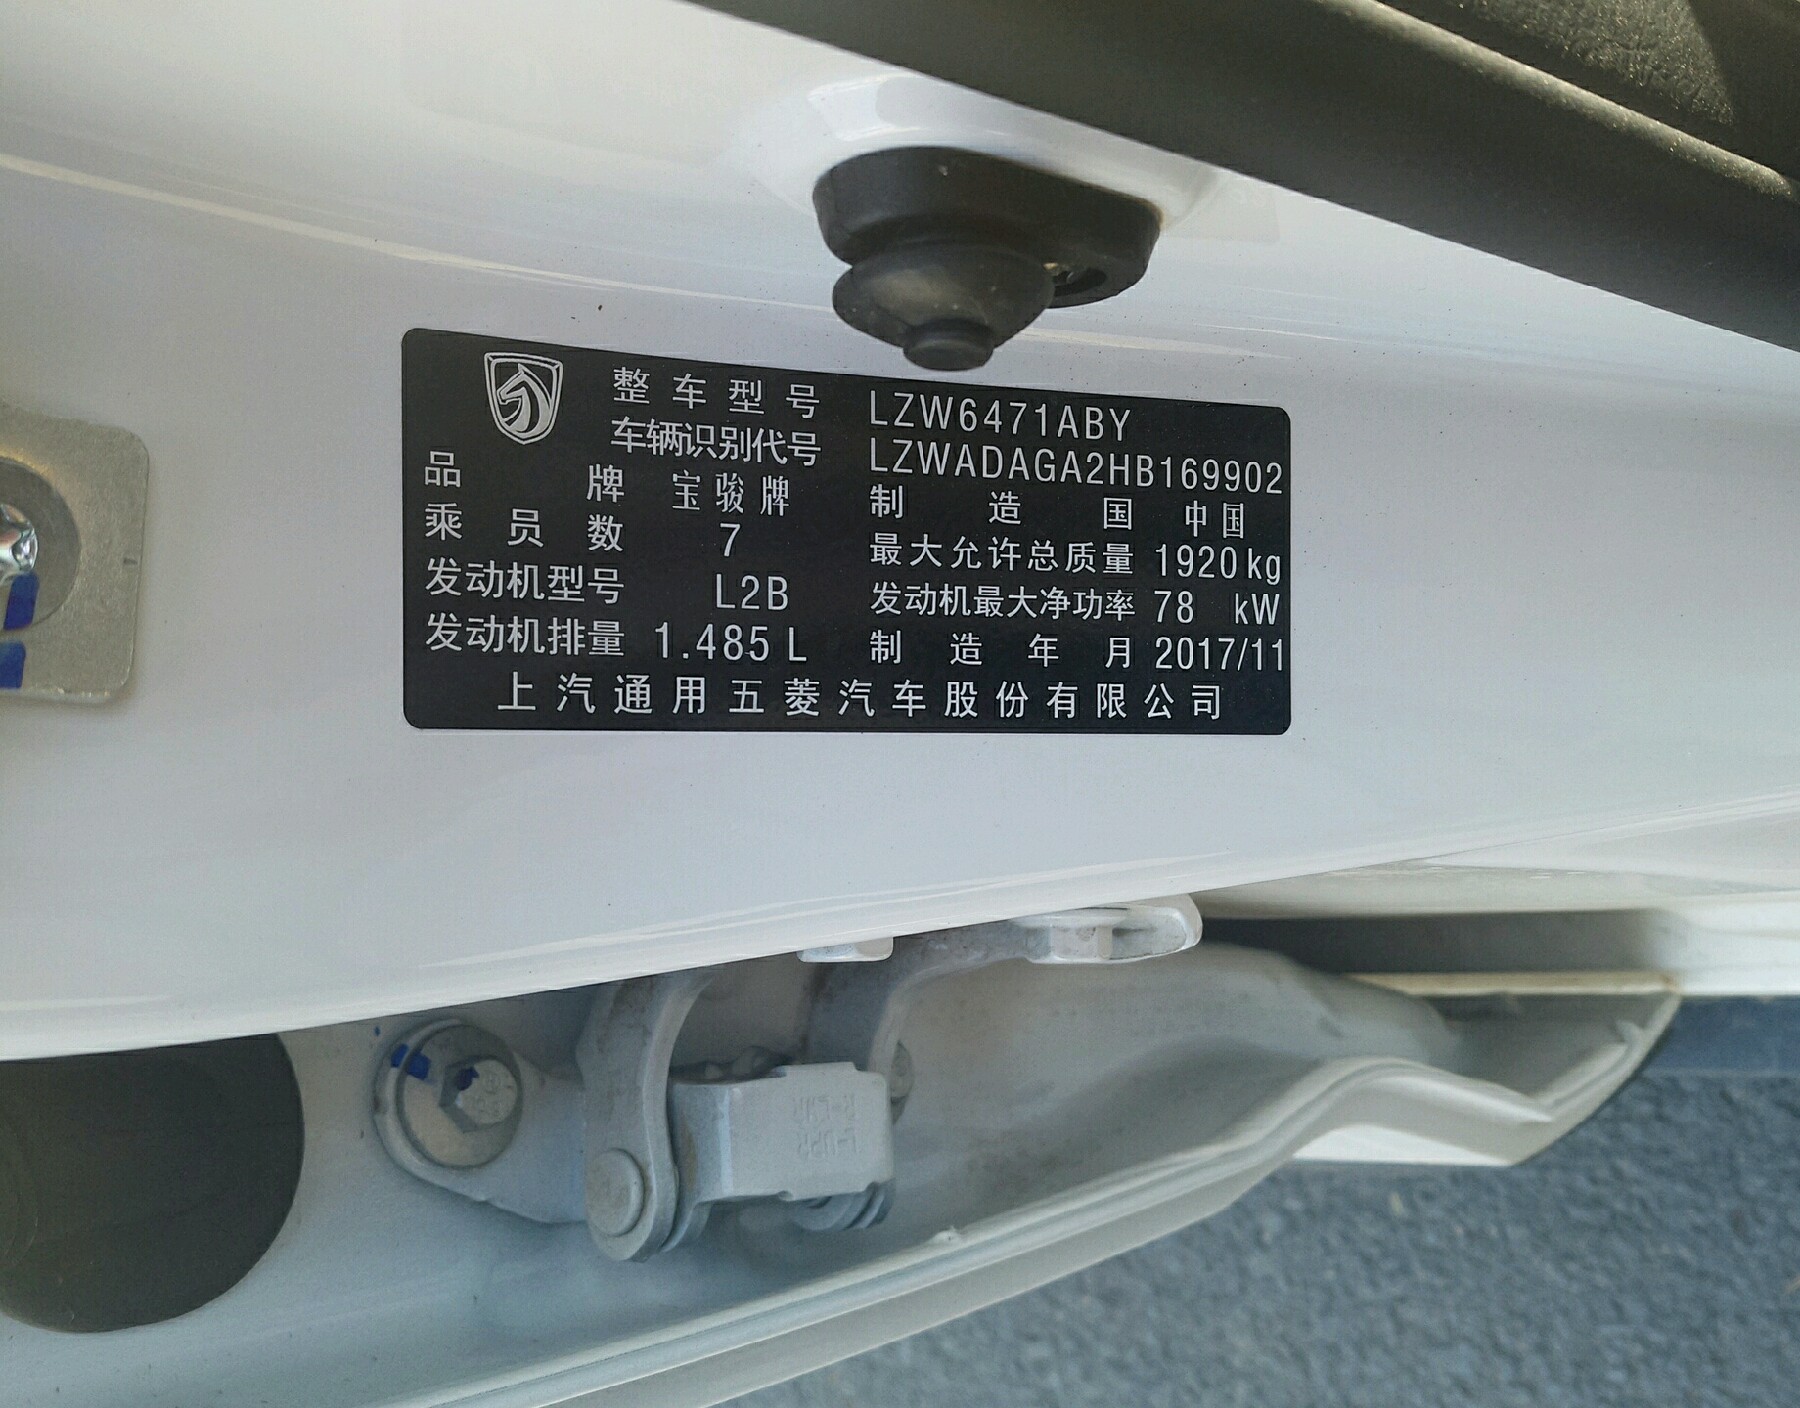 整车型号 LZW6471ABY
车辆识别代号 LZWADAGA2HB169902
品牌 宝骏牌 制造国 中国
乘员数 7 最大允许总质量 1920kg
发动机型号 L2B 发动机最大净功率 78 kW
发动机排量 1.485L 制造年月 2017/11
上汽通用五菱汽车股份有限公司